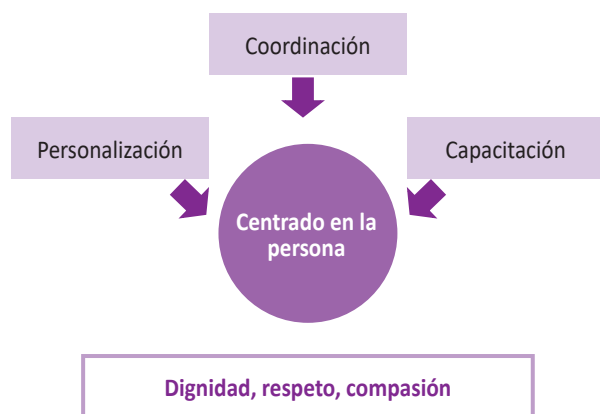 Coordinación
Personalización
Capacitación
Centrado en la
persona
Dignidad, respeto, compasión